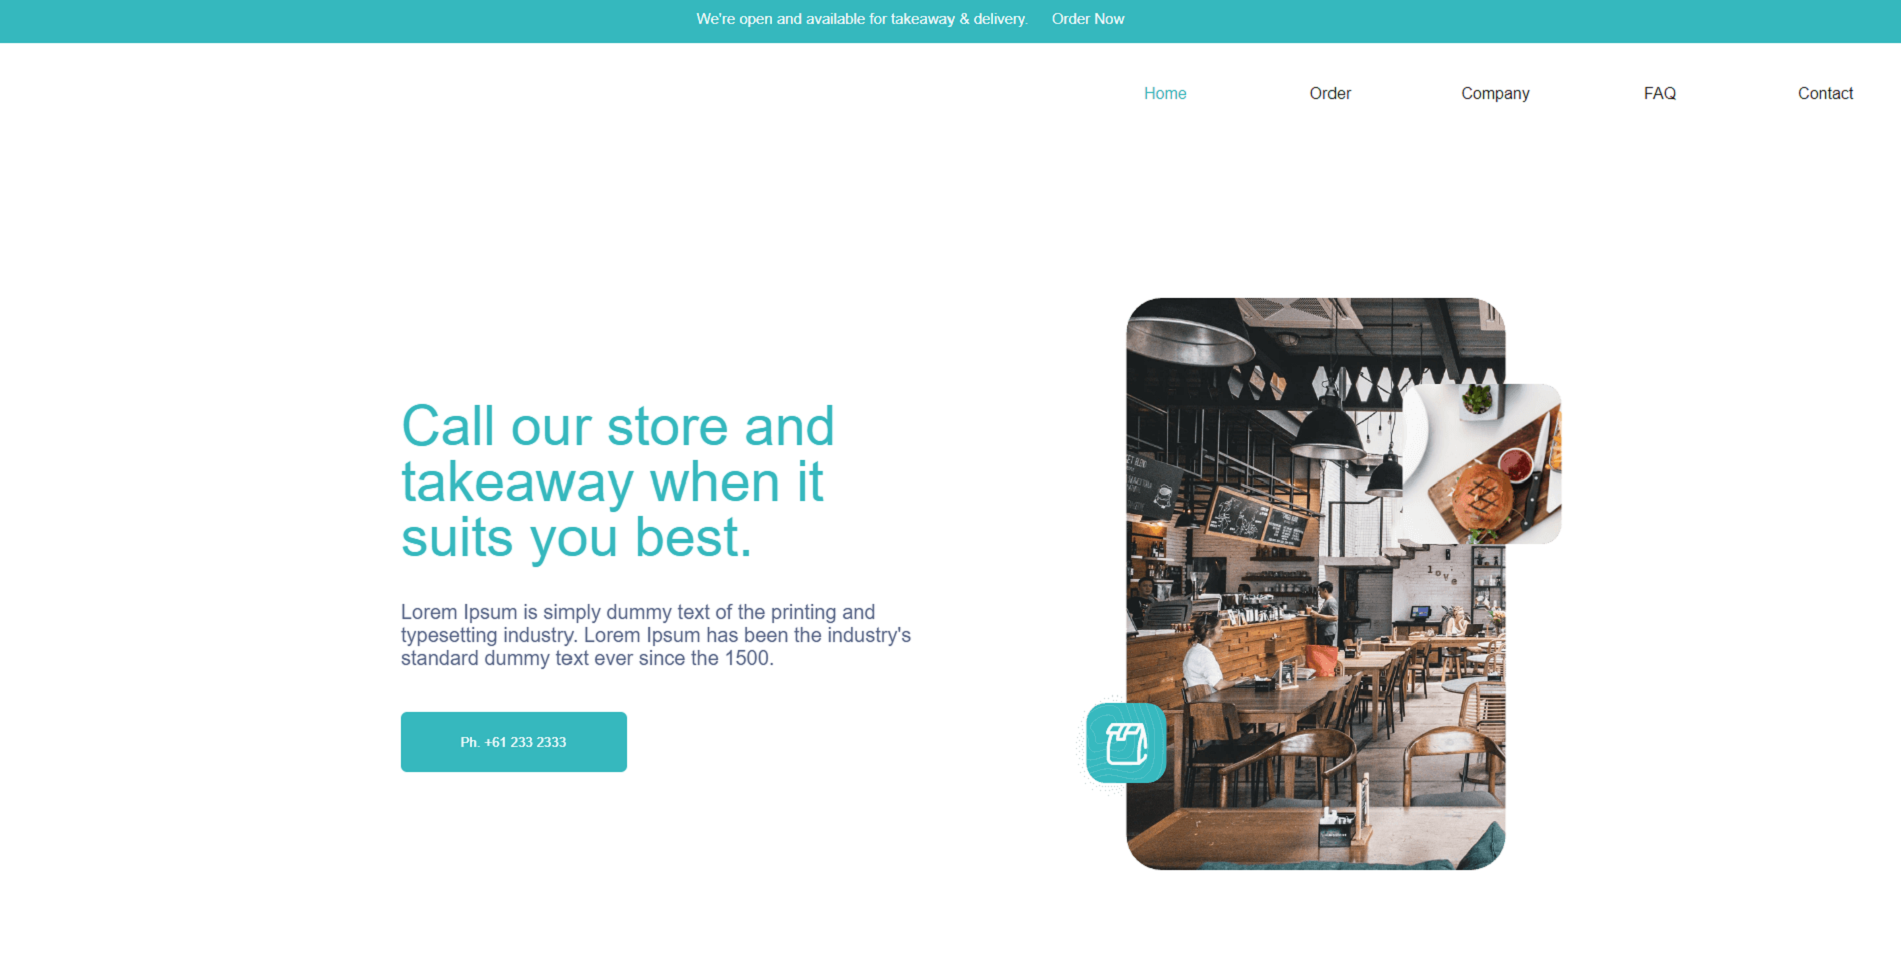 We're open and available for takeaway & delivery. Order Now
Home Order Company FAQ Contact
Call our store and
takeaway when it
suits you best.
Lorem Ipsum is simply dummy text of the printing and
typesetting industry. Lorem Ipsum has been the industry's
standard dummy text ever since the 1500.
Ph. +61 233 2333
love